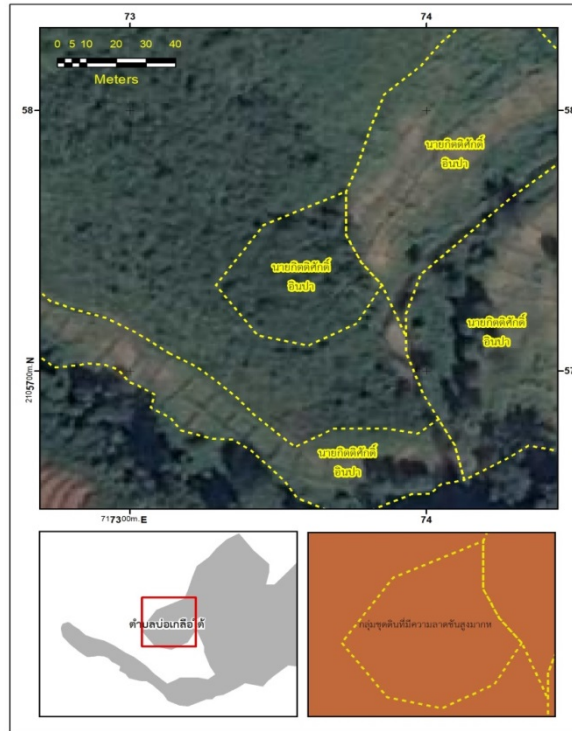 73 74
0 5 10 20 30 40
Meters
58 58
นายกิตติศักดิ์
อินปา
นายกิตติศักดิ์
อินปา
นายกิตติศักดิ์
อินปา
2105700m. N 57
นายกิตติศักดิ์
อินปา
717300m. E 74
ตำบลบ่อเกลือใต้
กลุ่มชุดดินที่มีความลาดชันสูงมากห